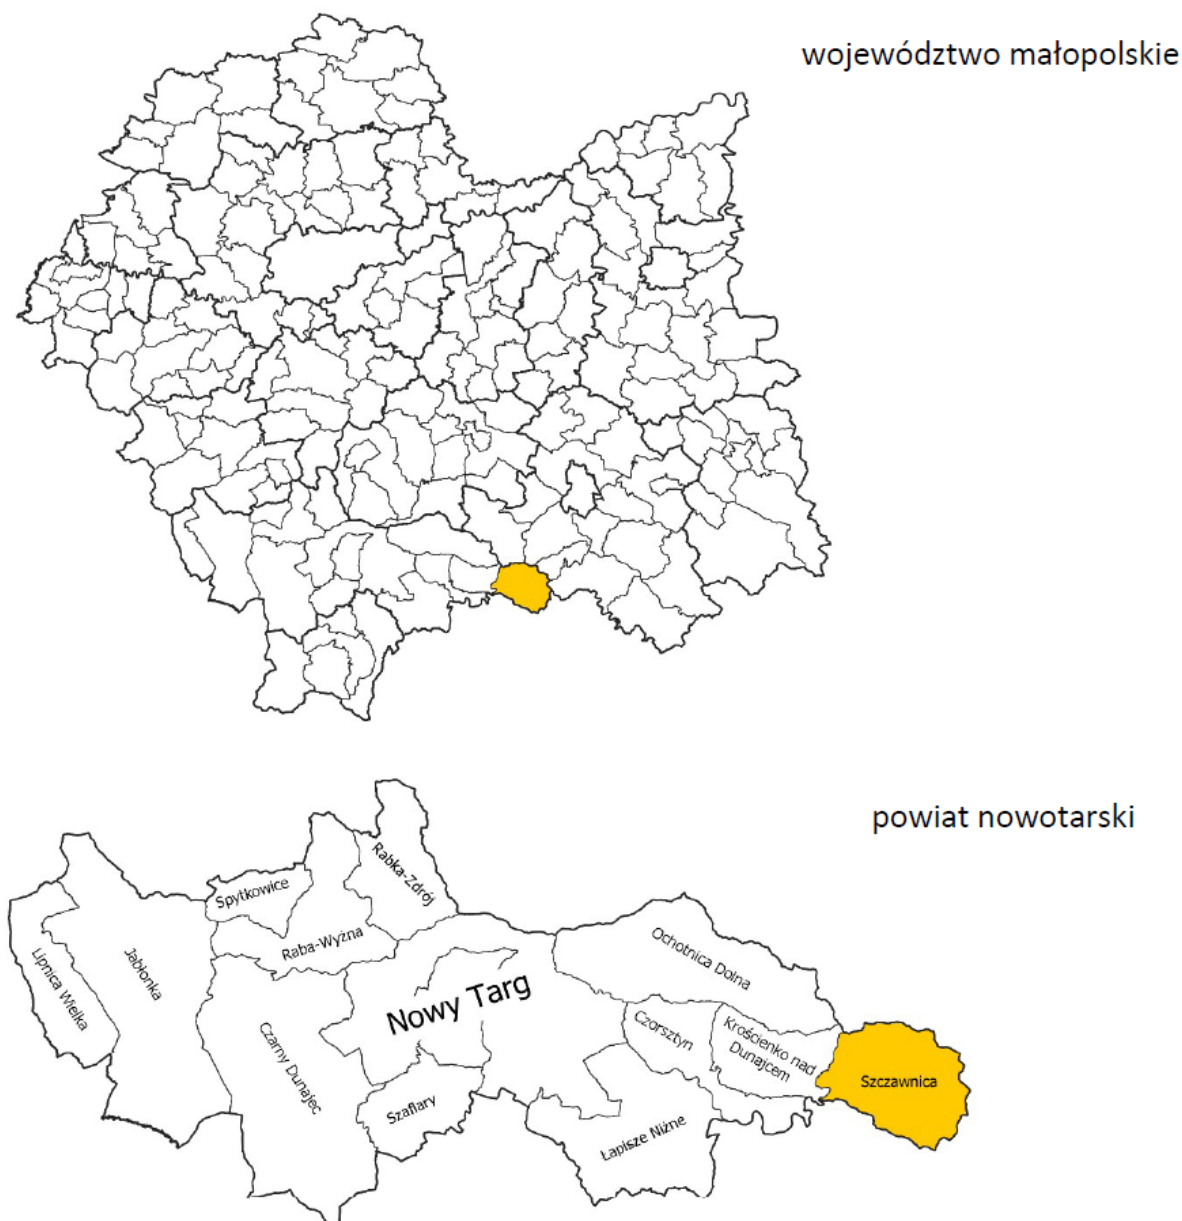 województwo małopolskie
powiat nowotarski
Rabka-Zdrój
Spytkowice
Raba-Wyżna
Ochotnica Dolna
Jabłonka
Lipnica Wielka
Nowy Targ
Czorsztyn
Krościenko nad
Dunajcem
Szczawnica
Czarny Dunajec
Szaflary
Łapisze Niżne